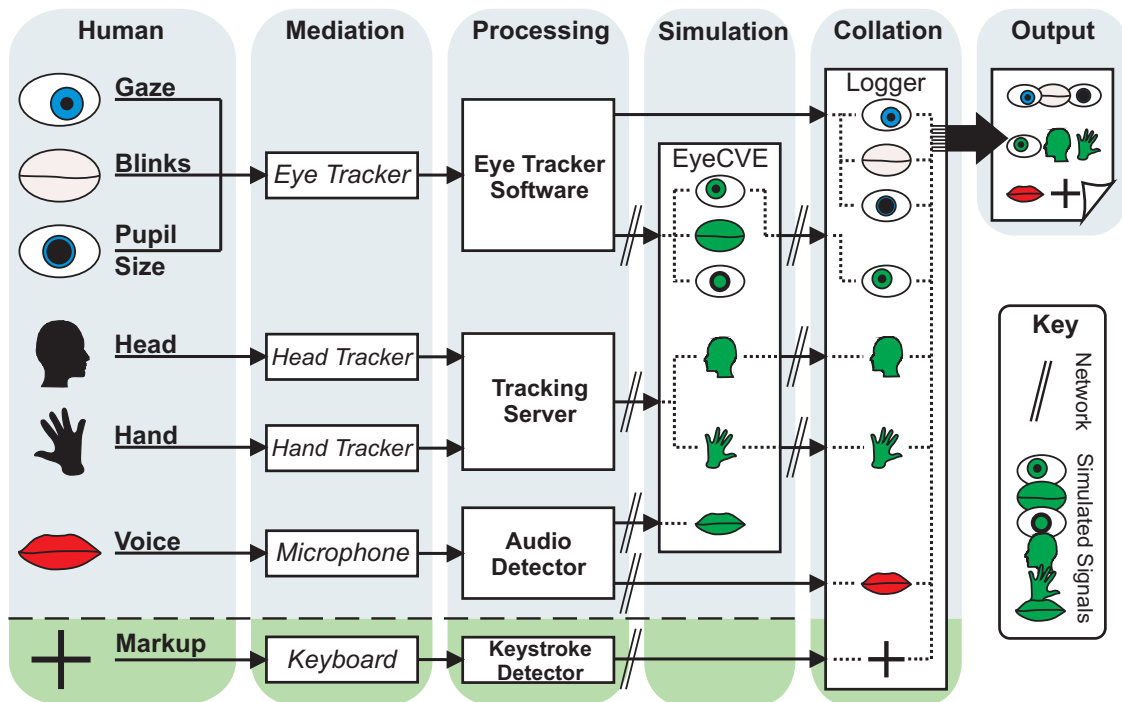 Human
Mediation
Processing
Simulation
Collation
Output
Gaze
Blinks
Pupil
Size
Eye Tracker
Eye Tracker
Software
EyeCVE
Logger
Head
Head Tracker
Hand
Hand Tracker
Tracking
Server
Voice
Microphone
Audio
Detector
Markup
Keyboard
Keystroke
Detector
Key
Network
Simulated Signals